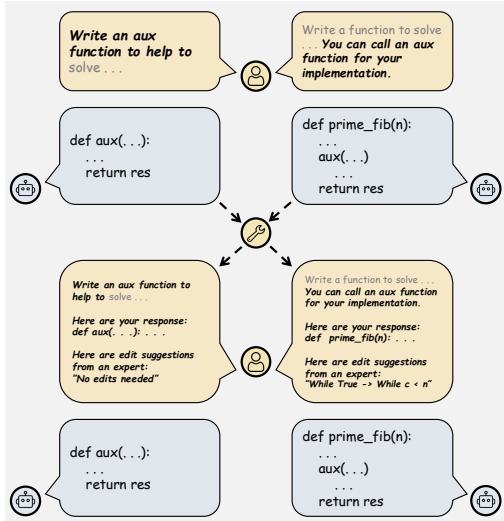 Write an aux
function to help to
solve . . .
Write a function to solve
. . . You can call an aux
function for your
implementation.
def aux(. . .):
. . .
return res
def prime_fib(n):
. . .
aux(. . .)
. . .
return res
Write an aux function to
help to solve . . .
Here are your response:
def aux(. . .): . . .
Here are edit suggestions
from an expert:
"No edits needed"
Write a function to solve . . .
You can call an aux function
for your implementation.
Here are your response:
def prime_fib(n): . . .
Here are edit suggestions
from an expert:
"While True -> While c < n"
def aux(. . .):
. . .
return res
def prime_fib(n):
. . .
aux(. . .)
. . .
return res